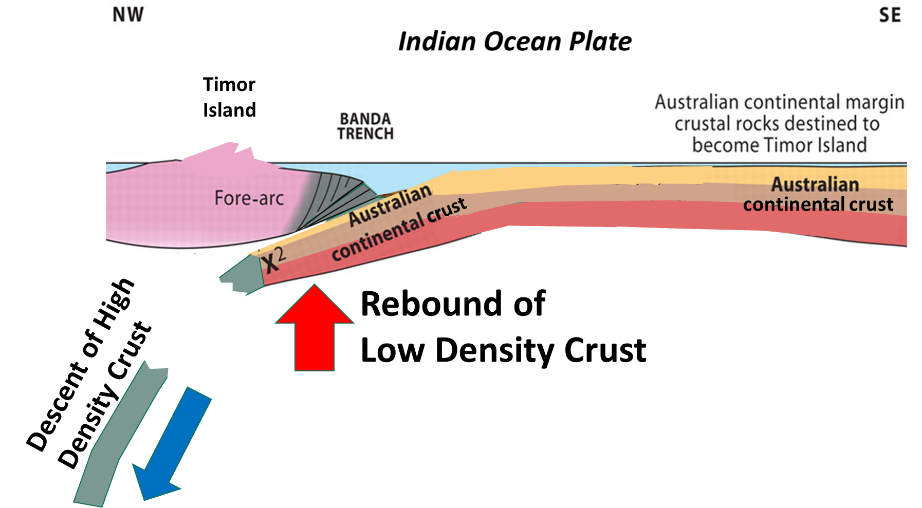 NW
SE
Indian Ocean Plate
Timor
Island
BANDA
TRENCH
Australian continental margin
crustal rocks destined to
become Timor Island
Fore-arc
Australian
continental crust
Australian
continental crust
X²
Rebound of
Low Density Crust
Descent of High
Density Crust